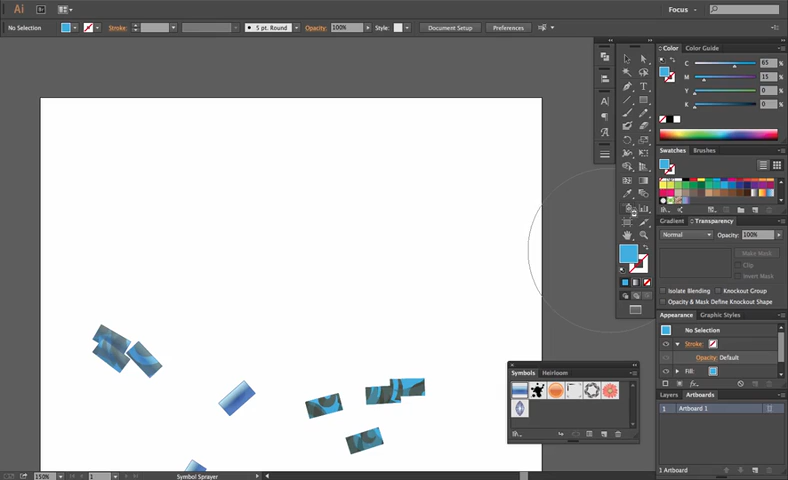 Ai Br Focus
No Selection Stroke: 5 pt. Round Opacity: 100% Style: Document Setup Preferences
Color Color Guide
C 65 %
M 15 %
Y 0 %
K 0 %
Swatches Brushes
Gradient Transparency
Normal Opacity: 100%
Make Mask
Clip
Invert Mask
Isolate Blending Knockout Group
Opacity & Mask Define Knockout Shape
Appearance Graphic Styles
No Selection
Stroke:
Opacity: Default
Fill:
Layers Artboards
1 Artboard 1
1 Artboard
Symbols Heirloom
150% 1 Symbol Sprayer